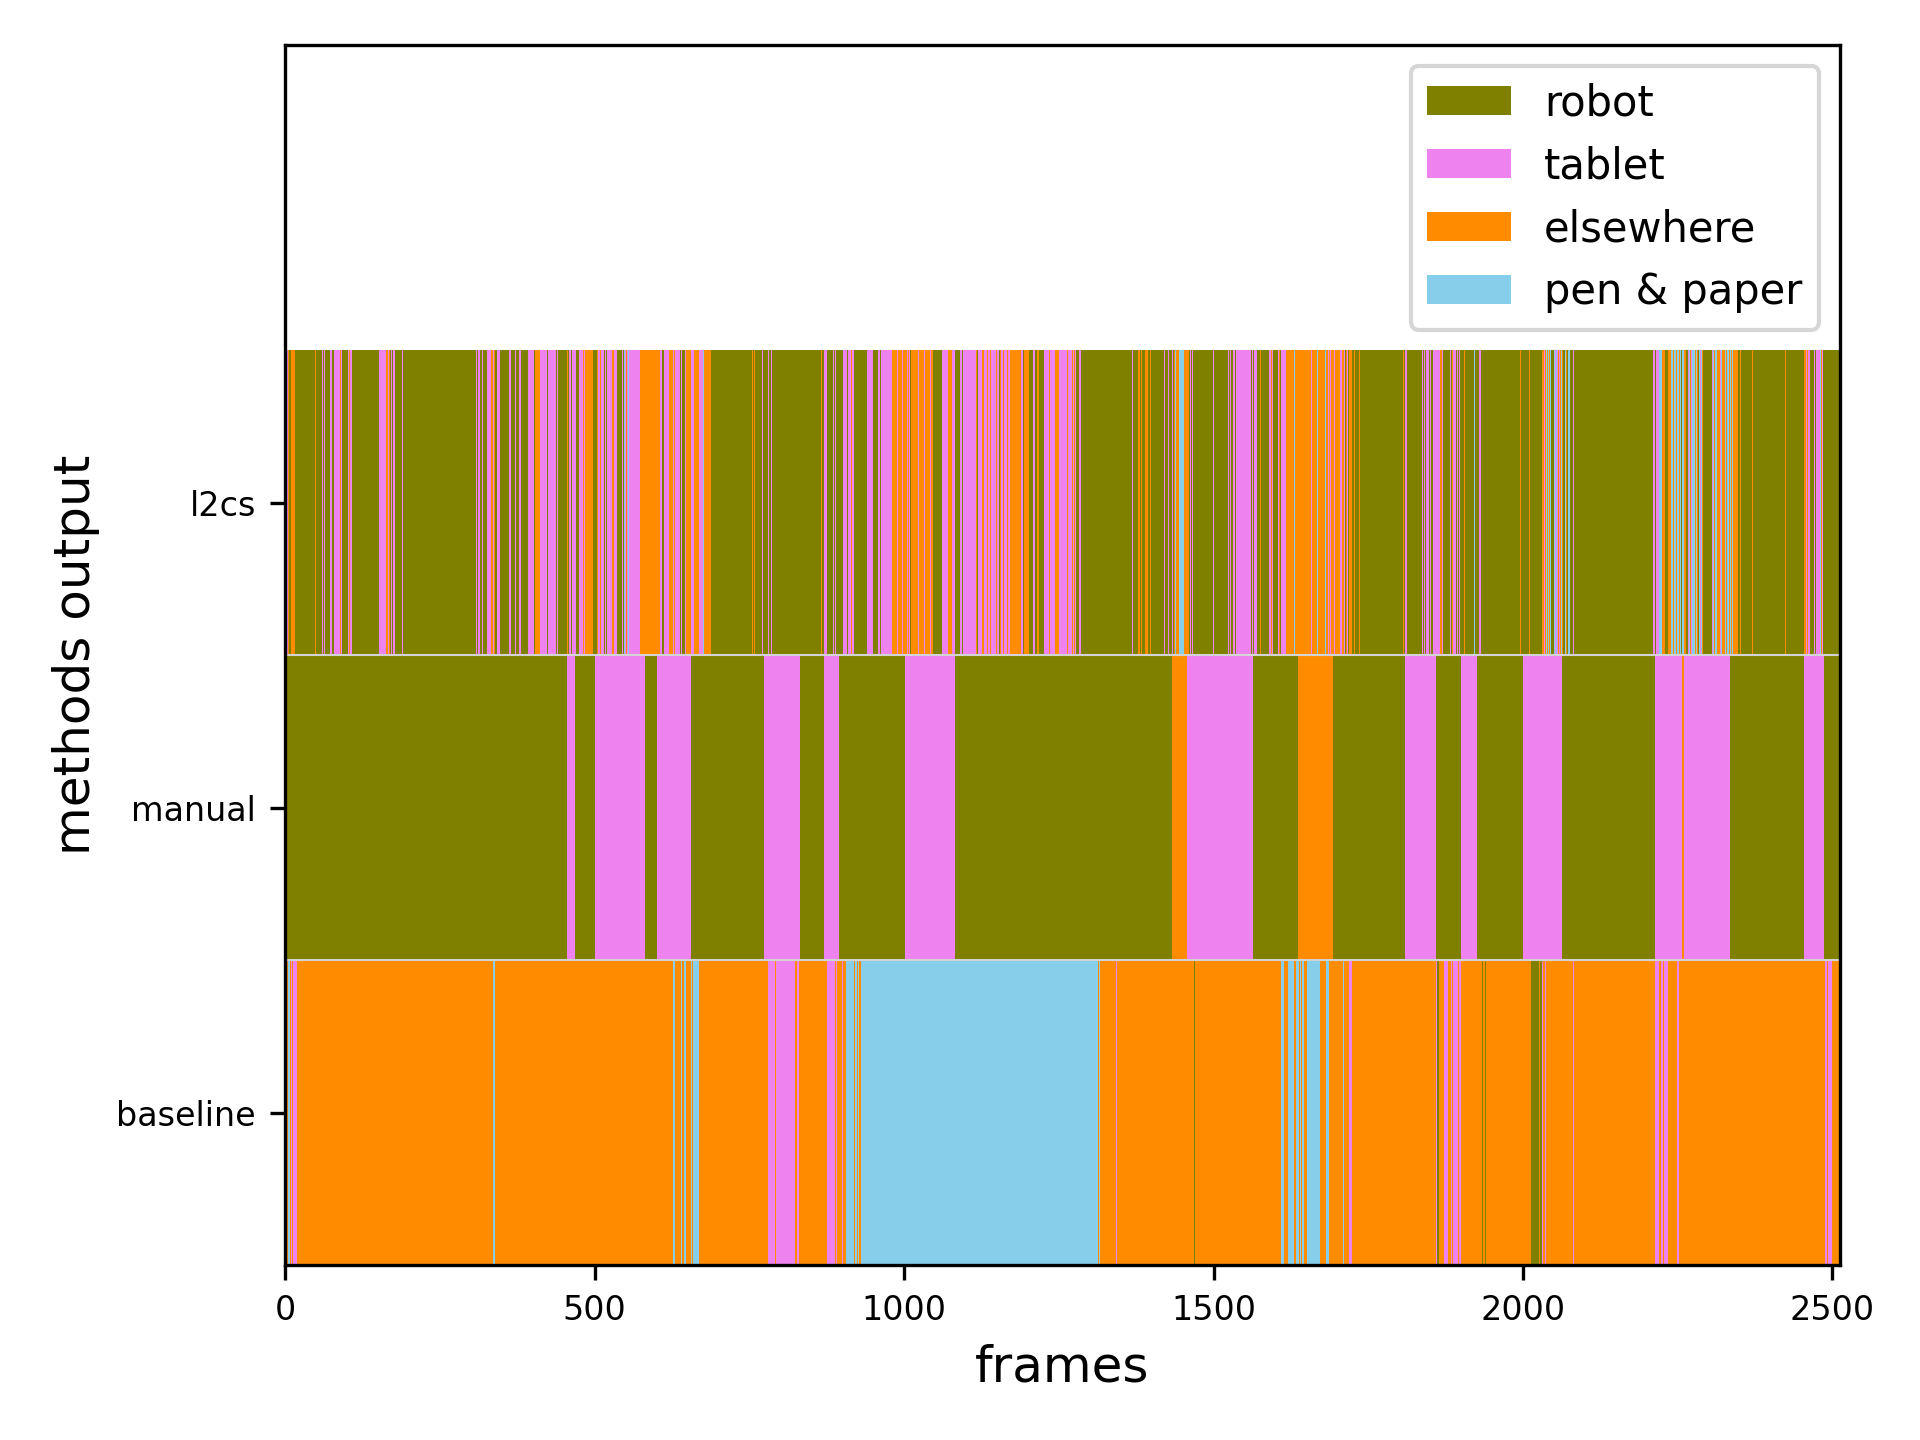 robot
tablet
elsewhere
pen & paper
methods output
l2cs
manual
baseline
0 500 1000 1500 2000 2500
frames